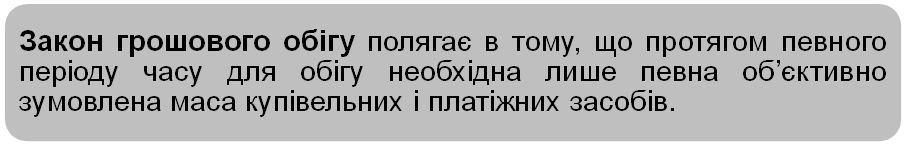 Закон грошового обігу полягає в тому, що протягом певного
періоду часу для обігу необхідна лише певна об’єктивно
зумовлена маса купівельних і платіжних засобів.